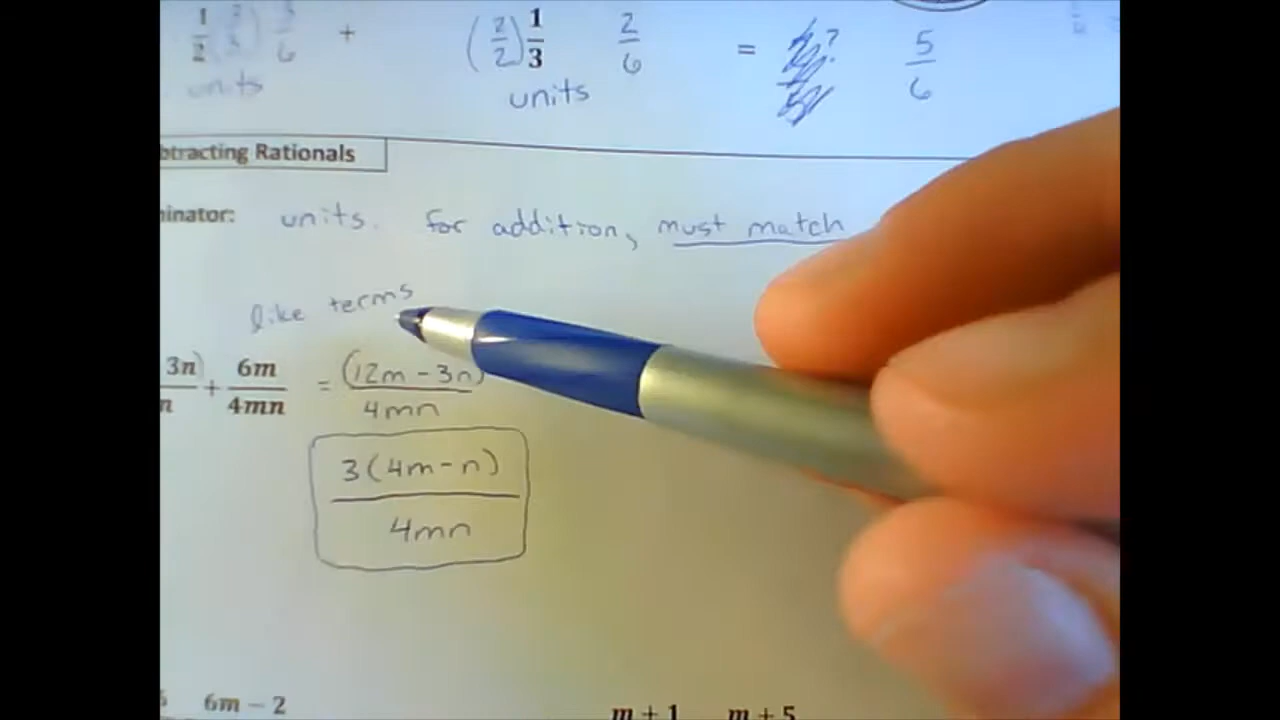 1/2 (3/3) 3/6 + (2/2) 1/3 2/6 = ? 5/6
units units
btracting Rationals
inator: units. for addition, must match
like terms
3n)/n + 6m/4mn = (12m - 3n)/4mn
3(4m - n)/4mn
6m - 2 m + 1 m + 5